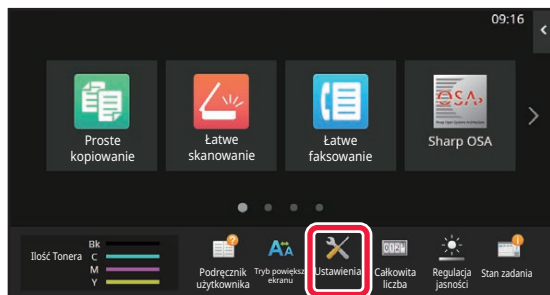 09:16
Proste
kopiowanie
Łatwe
skanowanie
Łatwe
faksowanie
OSA
Sharp OSA
Ilość Tonera
Bk
C
M
Y
Podręcznik
użytkownika
Tryb powiększ
ekranu
Ustawienia
Całkowita
liczba
Regulacja
jasności
Stan zadania